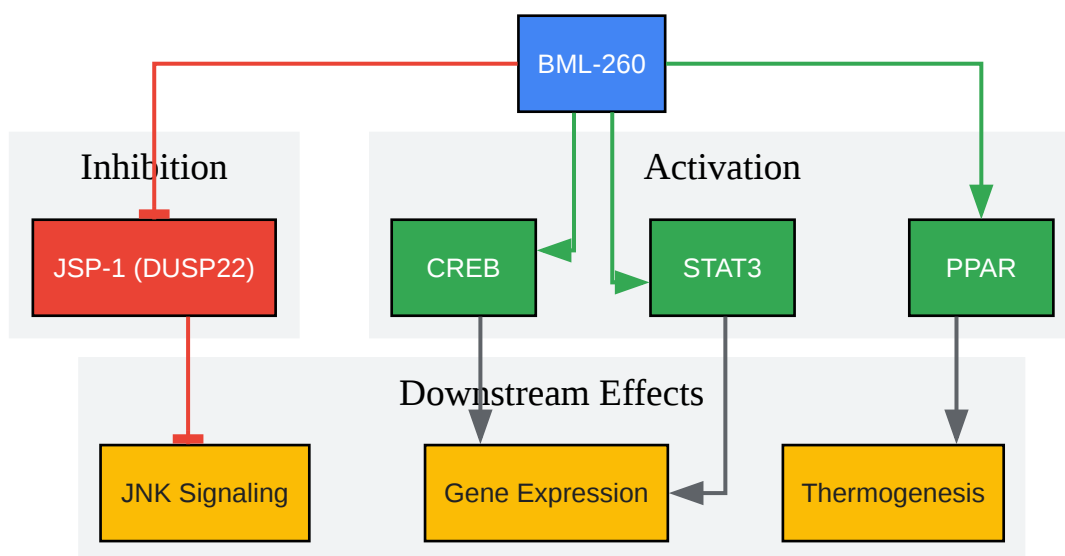 BML-260
Inhibition
Activation
JSP-1 (DUSP22)
CREB
STAT3
PPAR
Downstream Effects
JNK Signaling
Gene Expression
Thermogenesis